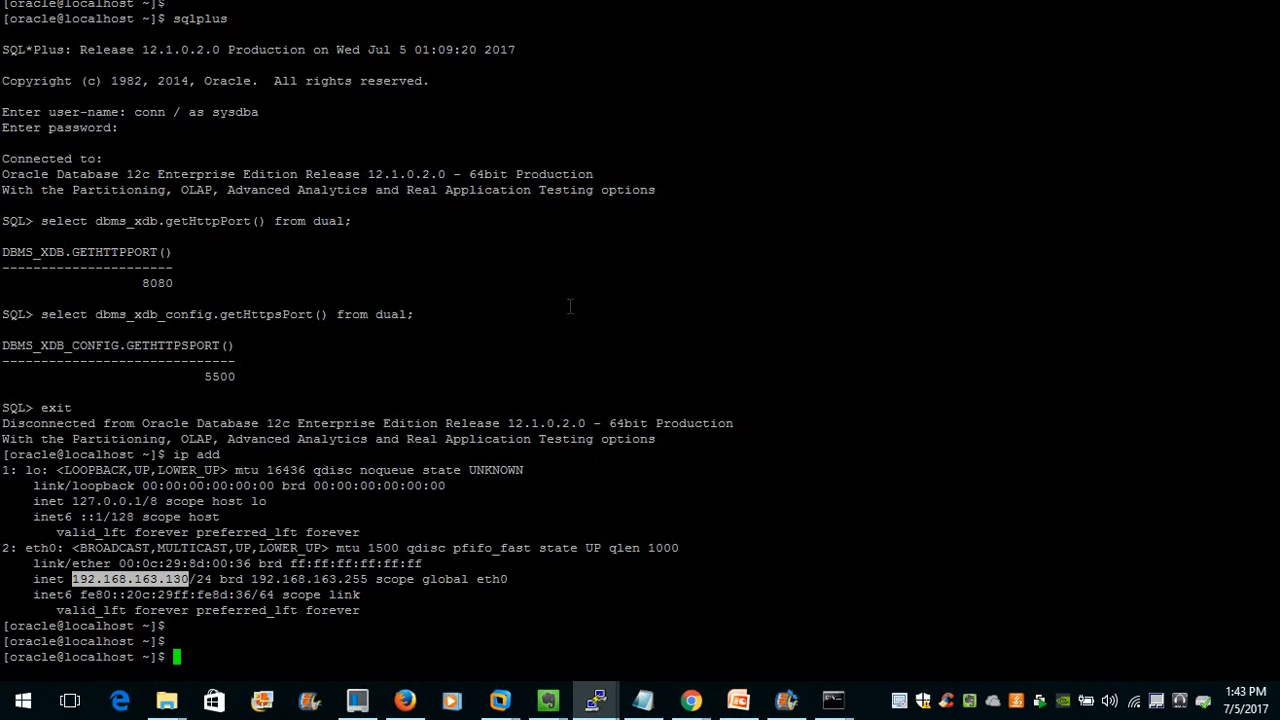 [oracle@localhost ~]$
[oracle@localhost ~]$ sqlplus
SQL*Plus: Release 12.1.0.2.0 Production on Wed Jul 5 01:09:20 2017
Copyright (c) 1982, 2014, Oracle.  All rights reserved.
Enter user-name: conn / as sysdba
Enter password:
Connected to:
Oracle Database 12c Enterprise Edition Release 12.1.0.2.0 - 64bit Production
With the Partitioning, OLAP, Advanced Analytics and Real Application Testing options
SQL> select dbms_xdb.getHttpPort() from dual;
DBMS_XDB.GETHTTPPORT()
----------------------
8080
SQL> select dbms_xdb_config.getHttpsPort() from dual;
DBMS_XDB_CONFIG.GETHTTPSPORT()
------------------------------
5500
SQL> exit
Disconnected from Oracle Database 12c Enterprise Edition Release 12.1.0.2.0 - 64bit Production
With the Partitioning, OLAP, Advanced Analytics and Real Application Testing options
[oracle@localhost ~]$ ip add
1: lo: <LOOPBACK,UP,LOWER_UP> mtu 16436 qdisc noqueue state UNKNOWN
link/loopback 00:00:00:00:00:00 brd 00:00:00:00:00:00
inet 127.0.0.1/8 scope host lo
inet6 ::1/128 scope host
valid_lft forever preferred_lft forever
2: eth0: <BROADCAST,MULTICAST,UP,LOWER_UP> mtu 1500 qdisc pfifo_fast state UP qlen 1000
link/ether 00:0c:29:8d:00:36 brd ff:ff:ff:ff:ff:ff
inet 192.168.163.130/24 brd 192.168.163.255 scope global eth0
inet6 fe80::20c:29ff:fe8d:36/64 scope link
valid_lft forever preferred_lft forever
[oracle@localhost ~]$
[oracle@localhost ~]$
[oracle@localhost ~]$
1:43 PM
7/5/2017